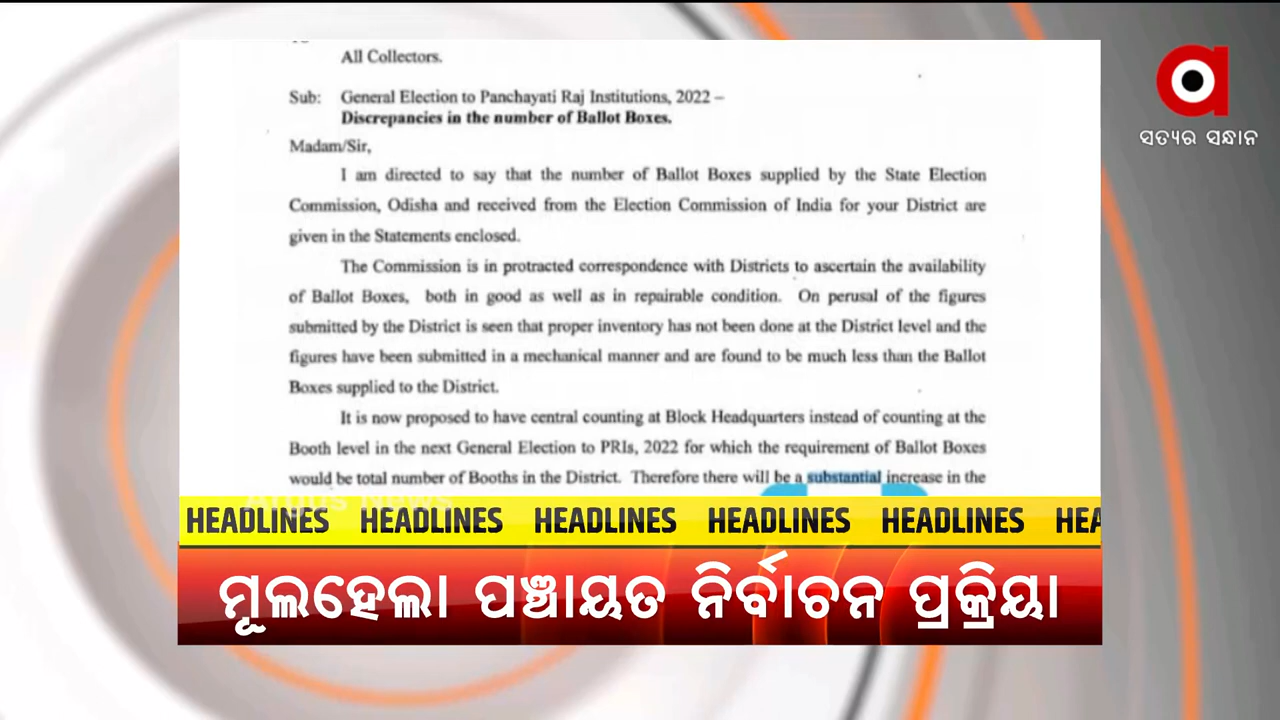 All Collectors.
Sub: General Election to Panchayati Raj Institutions, 2022 –
Discrepancies in the number of Ballot Boxes.
Madam/Sir,
I am directed to say that the number of Ballot Boxes supplied by the State Election
Commission, Odisha and received from the Election Commission of India for your District are
given in the Statements enclosed.
The Commission is in protracted correspondence with Districts to ascertain the availability
of Ballot Boxes, both in good as well as in repairable condition. On perusal of the figures
submitted by the District is seen that proper inventory has not been done at the District level and the
figures have been submitted in a mechanical manner and are found to be much less than the Ballot
Boxes supplied to the District.
It is now proposed to have central counting at Block Headquarters instead of counting at the
Booth level in the next General Election to PRIs, 2022 for which the requirement of Ballot Boxes
would be total number of Booths in the District. Therefore there will be a substantial increase in the
Argus News
HEADLINES HEADLINES HEADLINES HEADLINES HEADLINES HEA
ମୂଲହେଲା ପଞ୍ଚାୟତ ନିର୍ବାଚନ ପ୍ରକ୍ରିୟା
a
ସତ୍ୟର ସନ୍ଧାନ